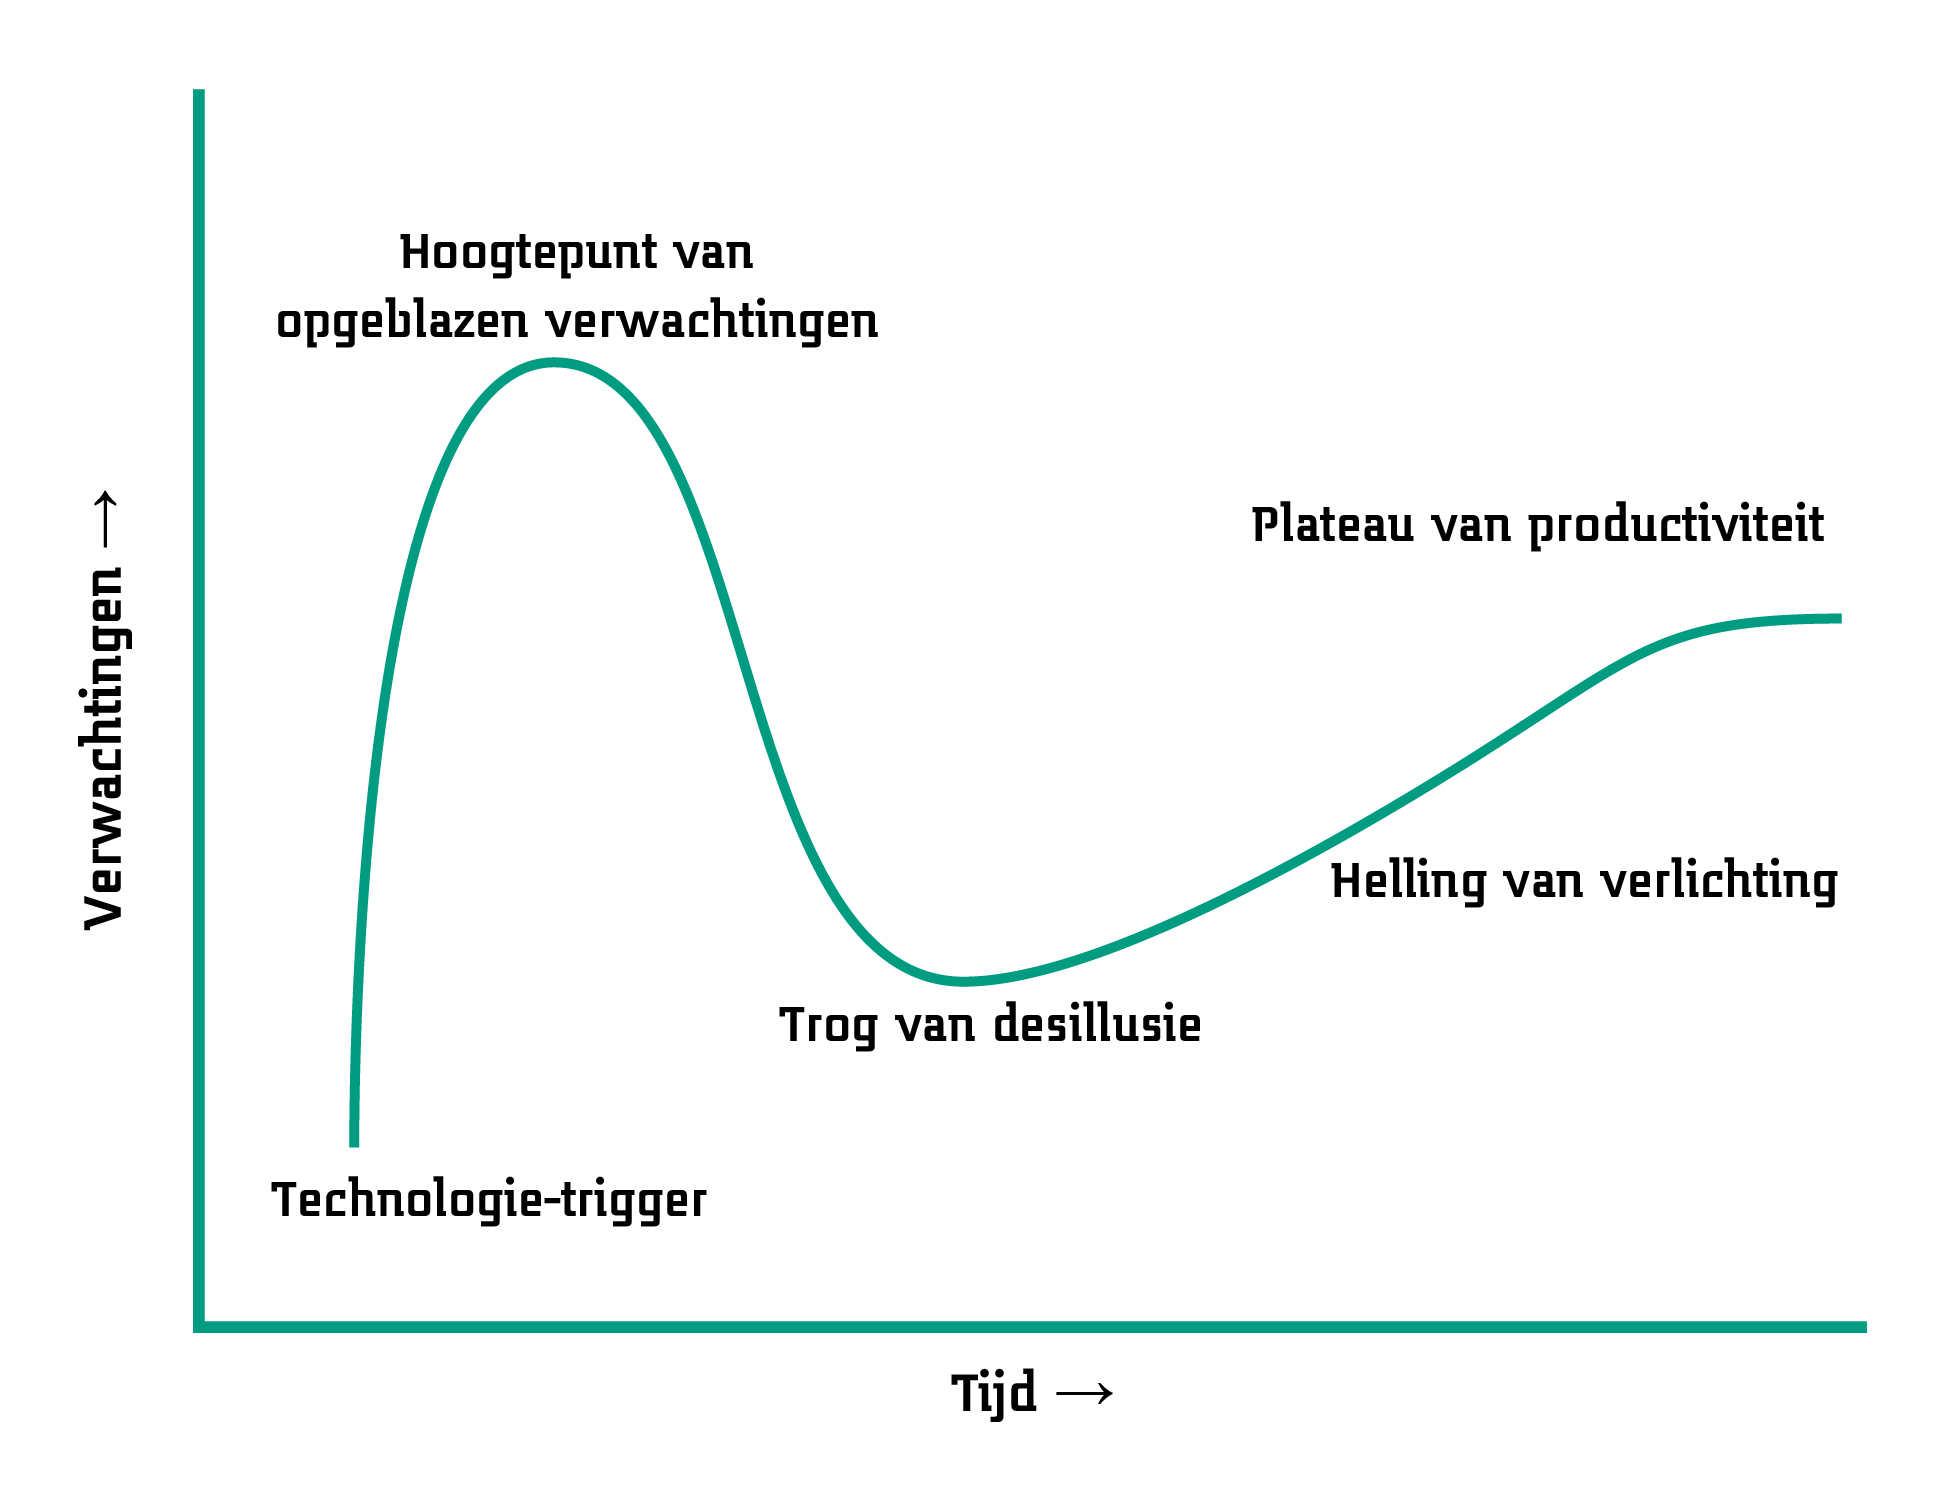 Hoogtepunt van
opgeblazen verwachtingen
Plateau van productiviteit
Verwachtingen →
Helling van verlichting
Trog van desillusie
Technologie-trigger
Tijd →